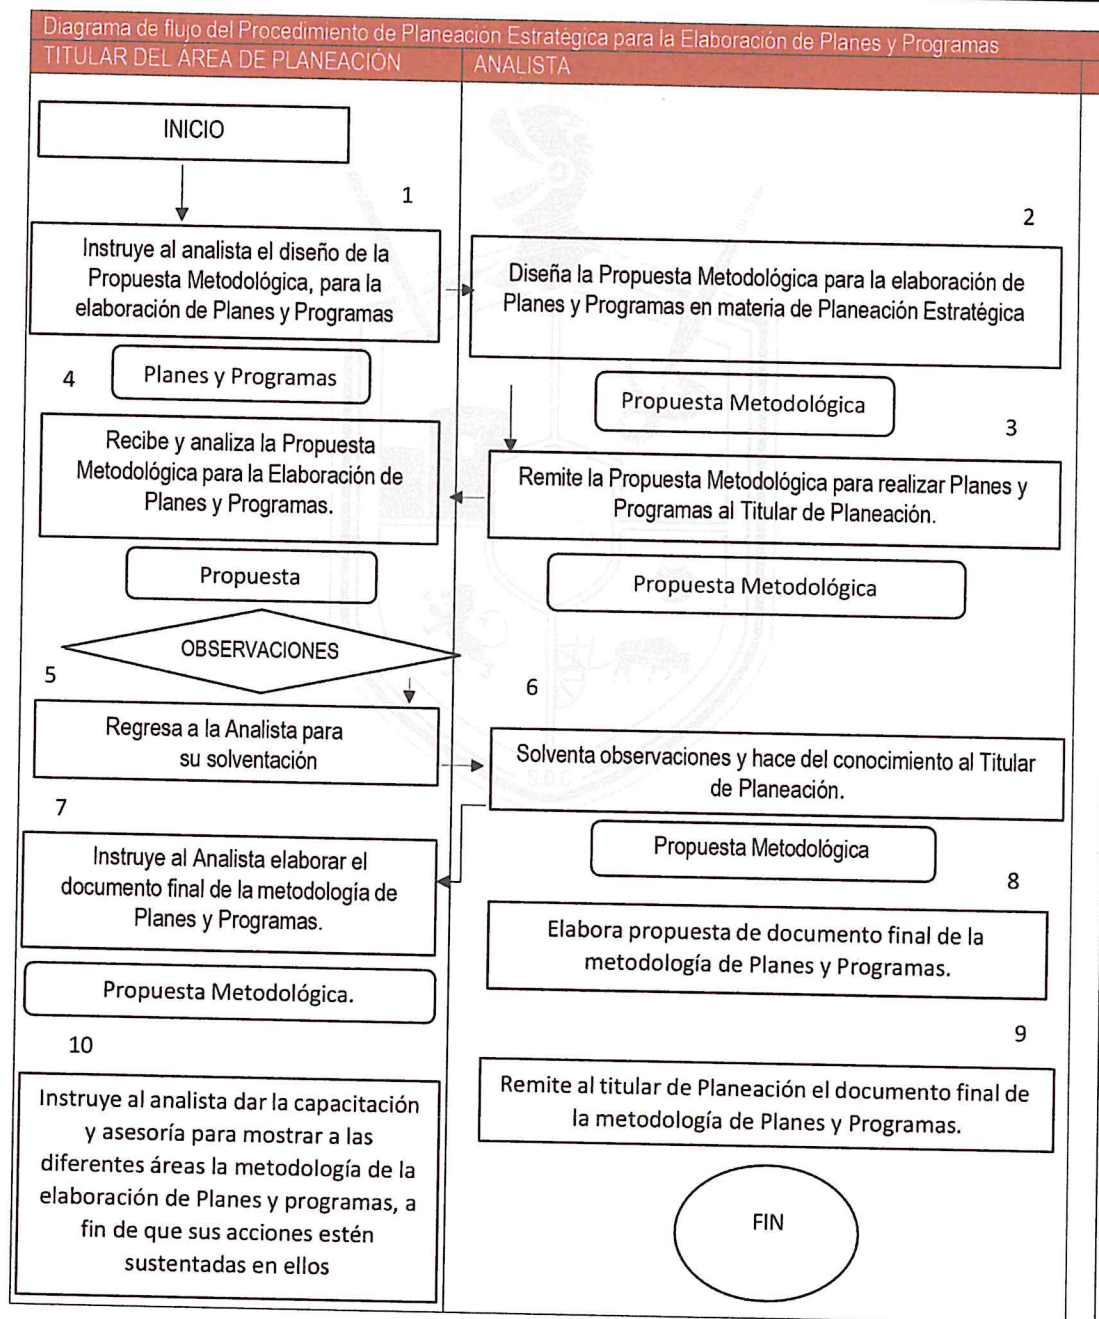 Diagrama de flujo del Procedimiento de Planeación Estratégica para la Elaboración de Planes y Programas
TITULAR DEL ÁREA DE PLANEACIÓN
ANALISTA
INICIO
1
Instruye al analista el diseño de la
Propuesta Metodológica, para la
elaboración de Planes y Programas
Planes y Programas
2
Diseña la Propuesta Metodológica para la elaboración de
Planes y Programas en materia de Planeación Estratégica
Propuesta Metodológica
3
Remite la Propuesta Metodológica para realizar Planes y
Programas al Titular de Planeación.
Propuesta Metodológica
4
Recibe y analiza la Propuesta
Metodológica para la Elaboración de
Planes y Programas.
Propuesta
OBSERVACIONES
5
Regresa a la Analista para
su solventación
6
Solventa observaciones y hace del conocimiento al Titular
de Planeación.
Propuesta Metodológica
7
Instruye al Analista elaborar el
documento final de la metodología de
Planes y Programas.
Propuesta Metodológica.
8
Elabora propuesta de documento final de la
metodología de Planes y Programas.
9
Remite al titular de Planeación el documento final de
la metodología de Planes y Programas.
10
Instruye al analista dar la capacitación
y asesoría para mostrar a las
diferentes áreas la metodología de la
elaboración de Planes y programas, a
fin de que sus acciones estén
sustentadas en ellos
FIN